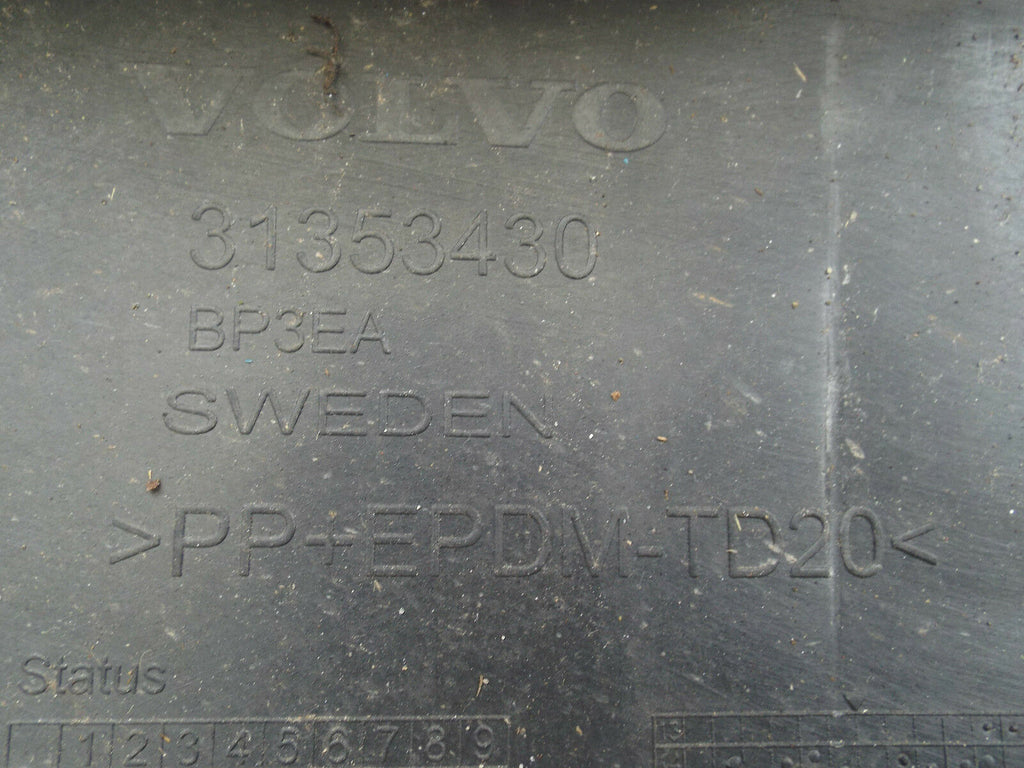 VOLVO
31353430
BP3EA
SWEDEN
>PP+EPDM-TD20<
Status
1 2 3 4 5 6 7 8 9